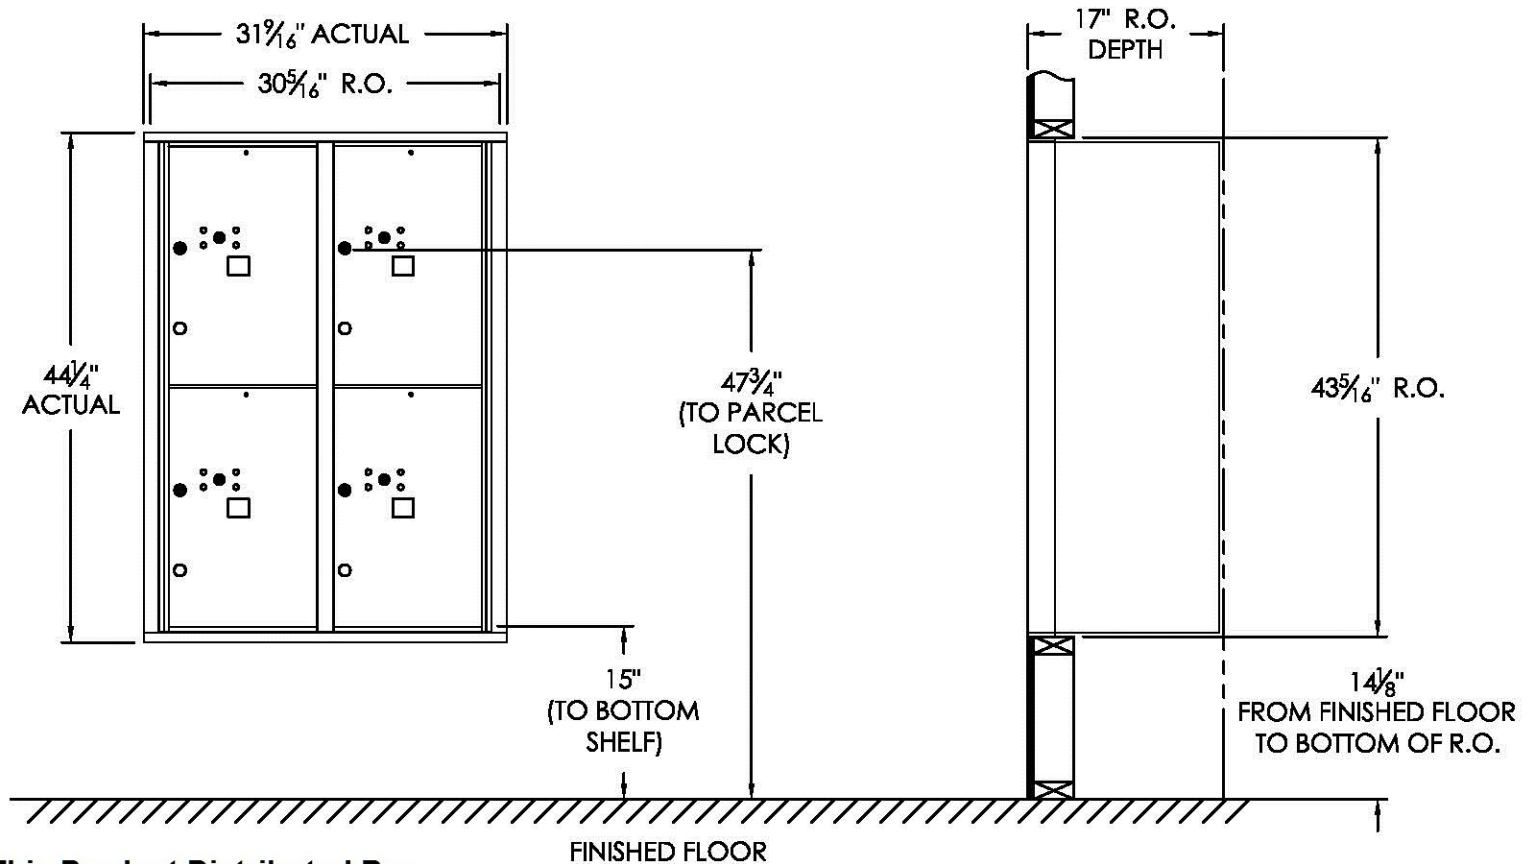 31 9/16" ACTUAL
17" R.O.
DEPTH
30 5/16" R.O.
44 1/4"
ACTUAL
47 3/4"
(TO PARCEL
LOCK)
43 5/16" R.O.
15"
(TO BOTTOM
SHELF)
14 1/8"
FROM FINISHED FLOOR
TO BOTTOM OF R.O.
FINISHED FLOOR